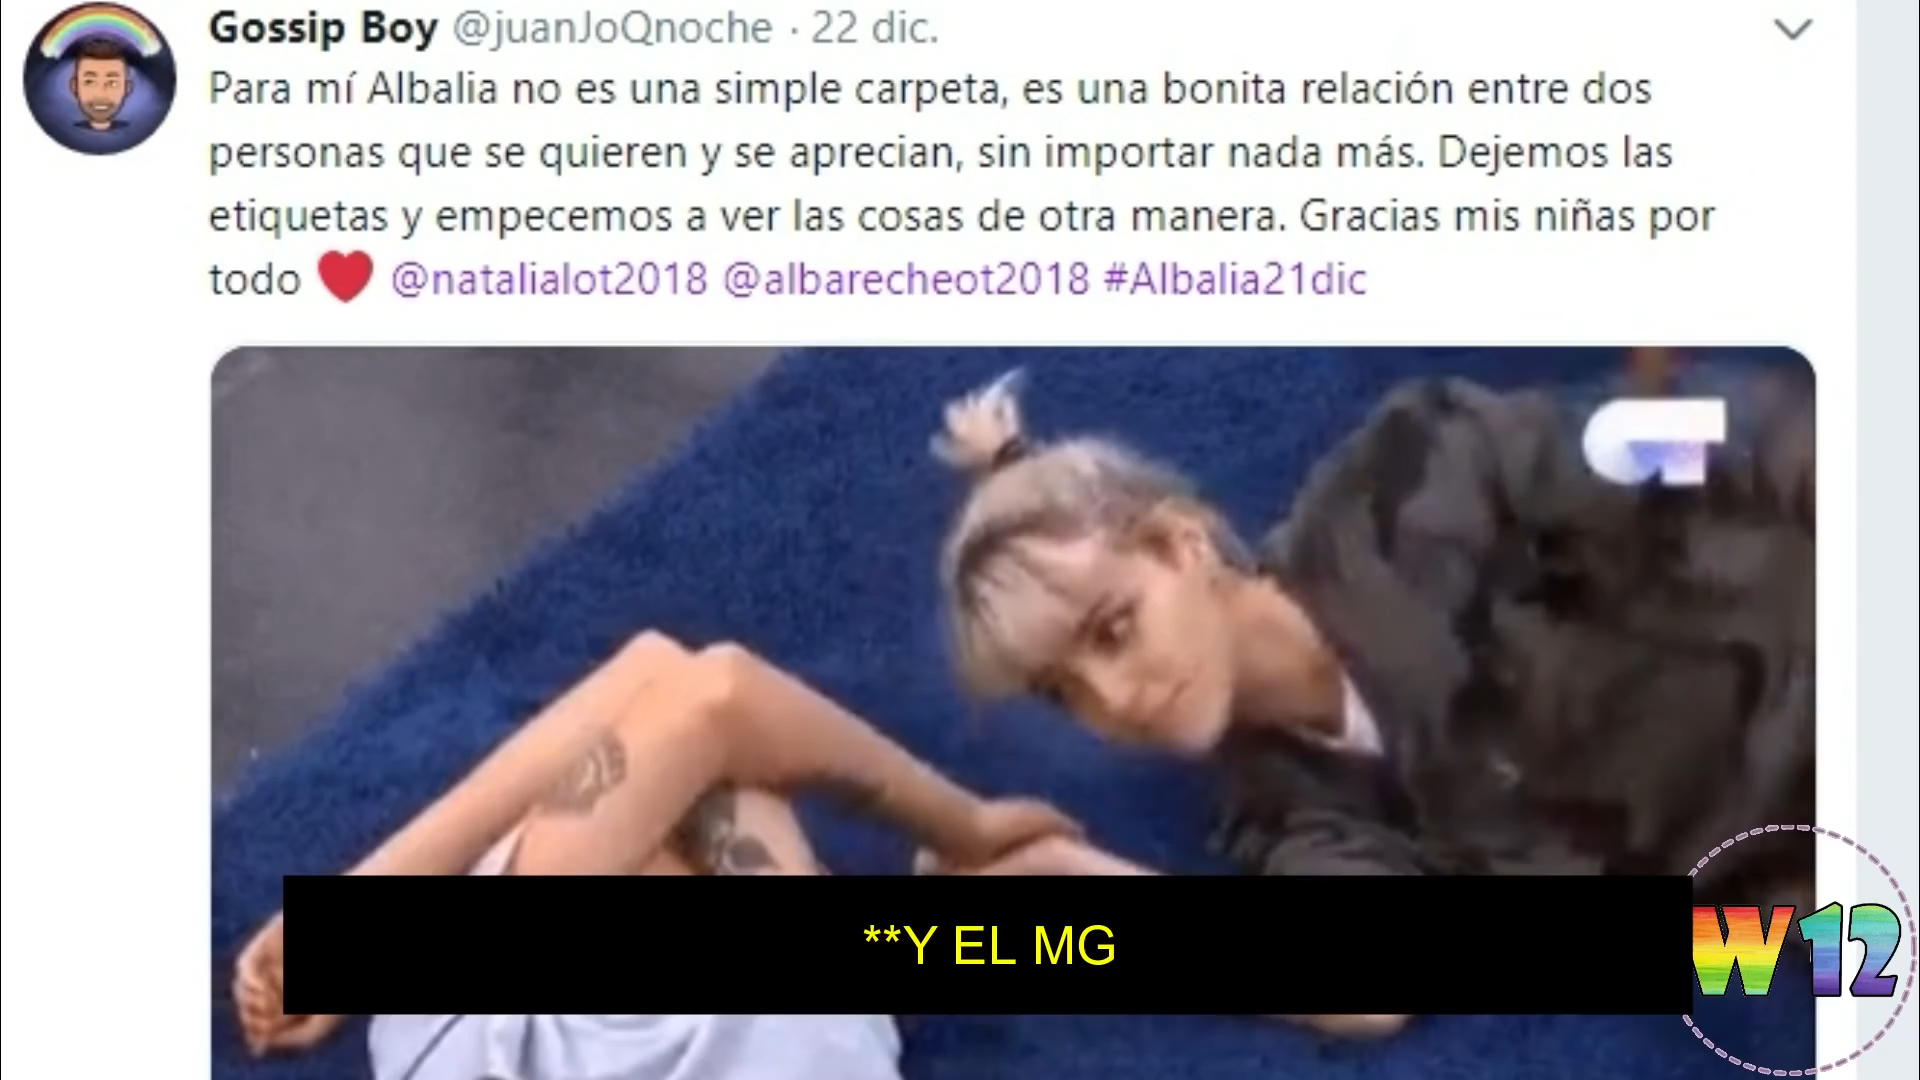 Gossip Boy @juanJoQnoche · 22 dic.
Para mí Albalia no es una simple carpeta, es una bonita relación entre dos
personas que se quieren y se aprecian, sin importar nada más. Dejemos las
etiquetas y empecemos a ver las cosas de otra manera. Gracias mis niñas por
todo ❤️ @natalialot2018 @albarecheot2018 #Albalia21dic
**Y EL MG
W12